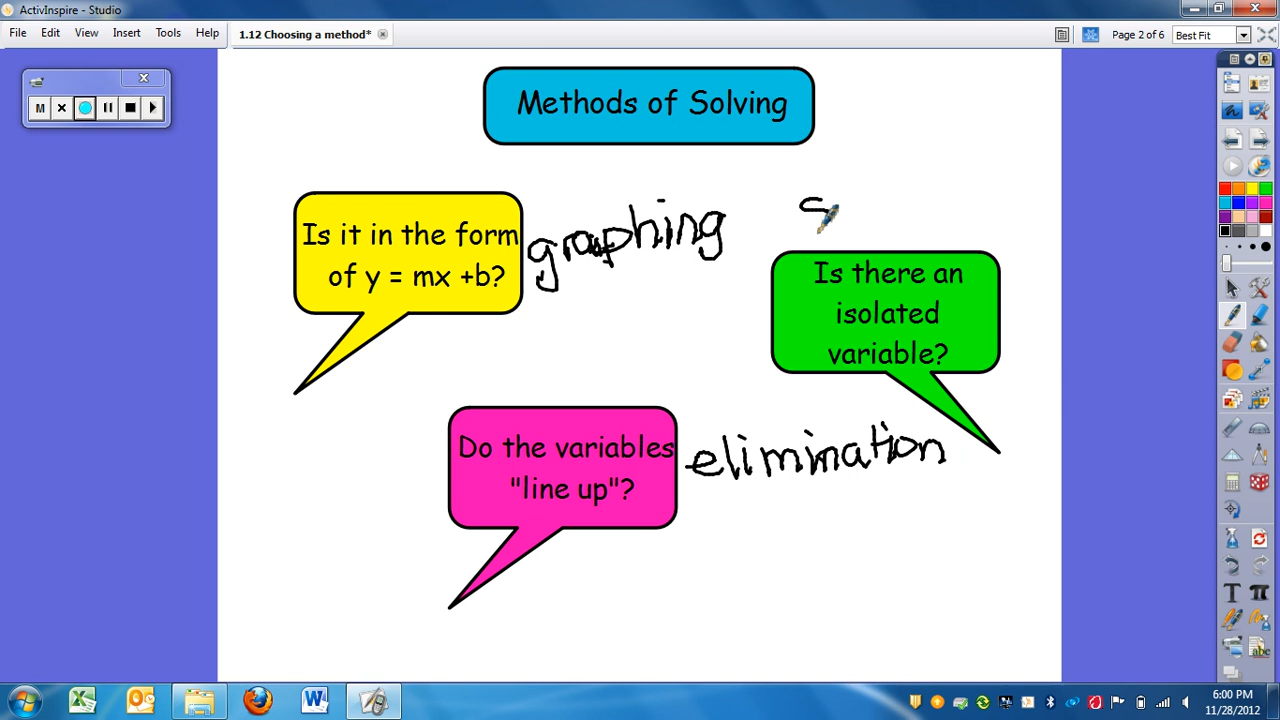 ActivInspire - Studio
File Edit View Insert Tools Help
1.12 Choosing a method*
Page 2 of 6
Best Fit
M
Methods of Solving
Is it in the form
of y = mx +b?
graphing
Is there an
isolated
variable?
Do the variables
"line up"?
elimination
6:00 PM
11/28/2012